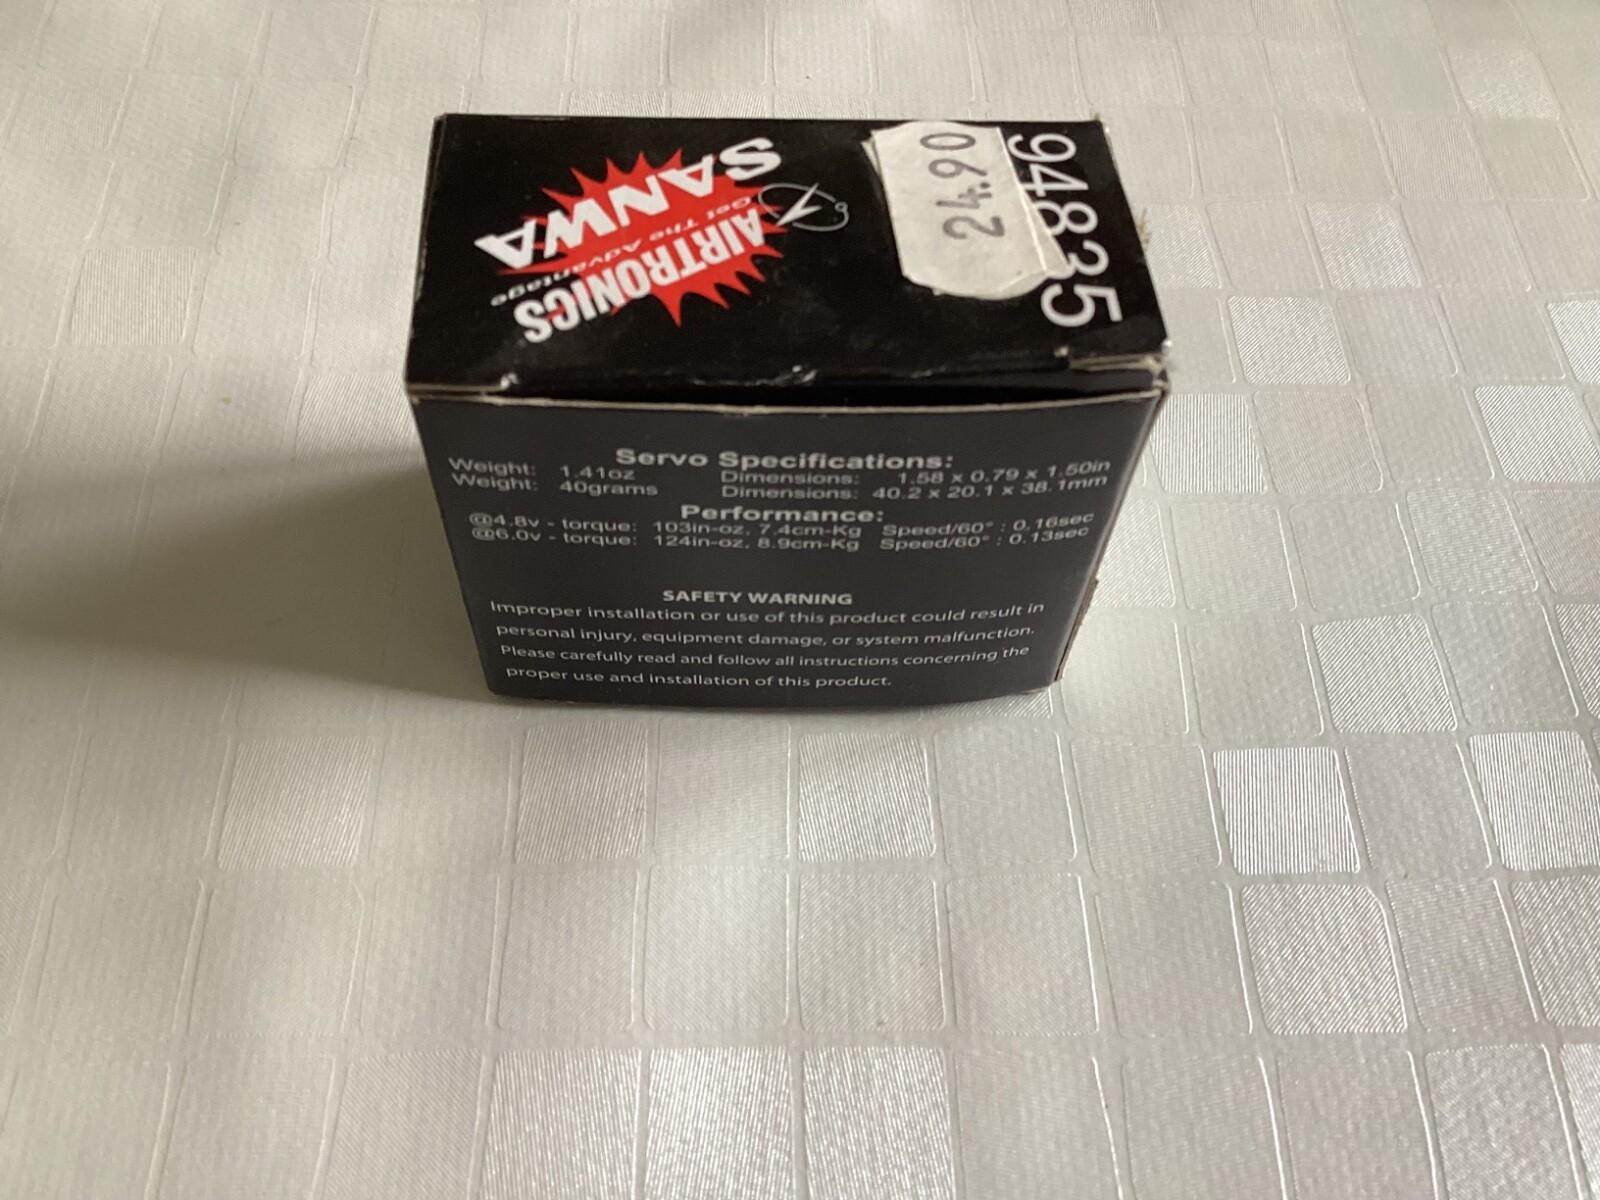 SANWA
Get The Advantage
AIRTRONICS
24.90
94835
Servo Specifications:
Weight: 1.41oz Dimensions: 1.58 x 0.79 x 1.50in
Weight: 40grams Dimensions: 40.2 x 20.1 x 38.1mm
Performance:
@4.8v - torque: 103in-oz, 7.4cm-Kg Speed/60° : 0.16sec
@6.0v - torque: 124in-oz, 8.9cm-Kg Speed/60° : 0.13sec
SAFETY WARNING
Improper installation or use of this product could result in
personal injury, equipment damage, or system malfunction.
Please carefully read and follow all instructions concerning the
proper use and installation of this product.